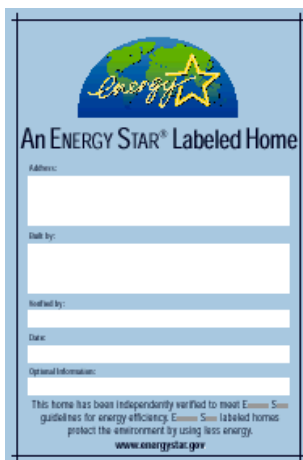 energy
An ENERGY STAR® Labeled Home
Address:
Built by:
Verified by:
Date:
Optional Information:
This home has been independently verified to meet E S
guidelines for energy efficiency. E S labeled homes
protect the environment by using less energy.
www.energystar.gov